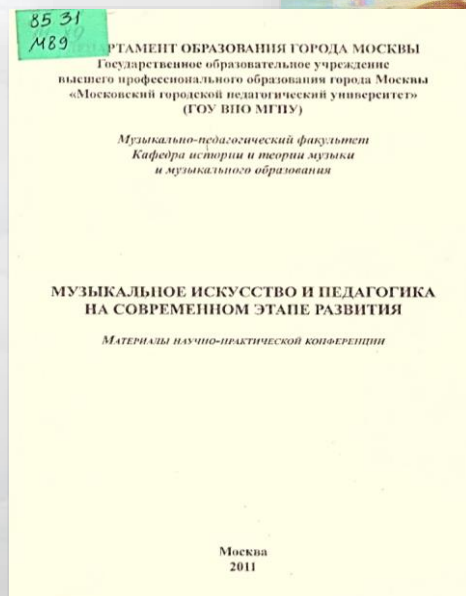 85 31
М89
ДЕПАРТАМЕНТ ОБРАЗОВАНИЯ ГОРОДА МОСКВЫ
Государственное образовательное учреждение
высшего профессионального образования города Москвы
«Московский городской педагогический университет»
(ГОУ ВПО МГПУ)
Музыкально-педагогический факультет
Кафедра истории и теории музыки
и музыкального образования
МУЗЫКАЛЬНОЕ ИСКУССТВО И ПЕДАГОГИКА
НА СОВРЕМЕННОМ ЭТАПЕ РАЗВИТИЯ
Материалы научно-практической конференции
Москва
2011